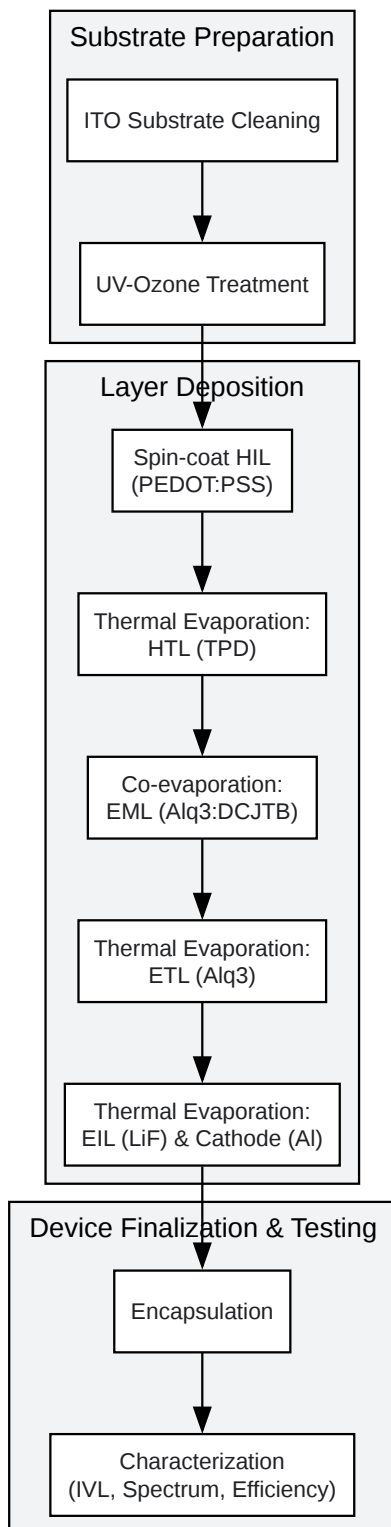 Substrate Preparation
ITO Substrate Cleaning
UV-Ozone Treatment
Layer Deposition
Spin-coat HIL
(PEDOT:PSS)
Thermal Evaporation:
HTL (TPD)
Co-evaporation:
EML (Alq3:DCJTB)
Thermal Evaporation:
ETL (Alq3)
Thermal Evaporation:
EIL (LiF) & Cathode (Al)
Device Finalization & Testing
Encapsulation
Characterization
(IVL, Spectrum, Efficiency)